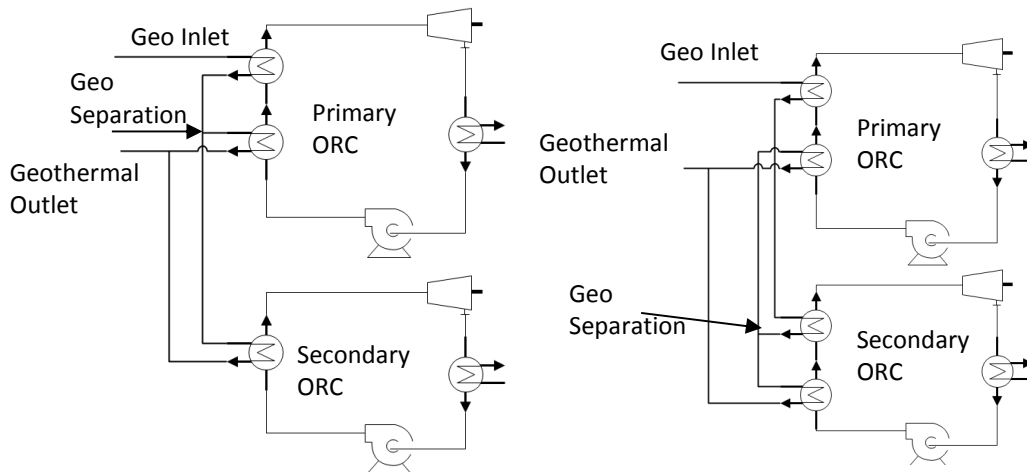 Geo Inlet
Geo
Separation
Primary
ORC
Geothermal
Outlet
Secondary
ORC
Geo Inlet
Primary
ORC
Geothermal
Outlet
Geo
Separation
Secondary
ORC